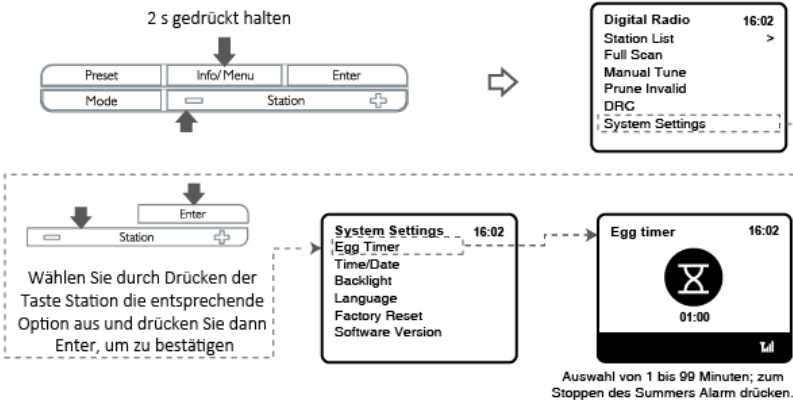 2 s gedrückt halten
Preset Info/Menu Enter
Mode Station
Digital Radio 16:02
Station List >
Full Scan
Manual Tune
Prune Invalid
DRC
System Settings
Enter
Station
Wählen Sie durch Drücken der
Taste Station die entsprechende
Option aus und drücken Sie dann
Enter, um zu bestätigen
System Settings 16:02
Egg Timer
Time/Date
Backlight
Language
Factory Reset
Software Version
Egg timer 16:02
01:00
Auswahl von 1 bis 99 Minuten; zum
Stoppen des Summers Alarm drücken.